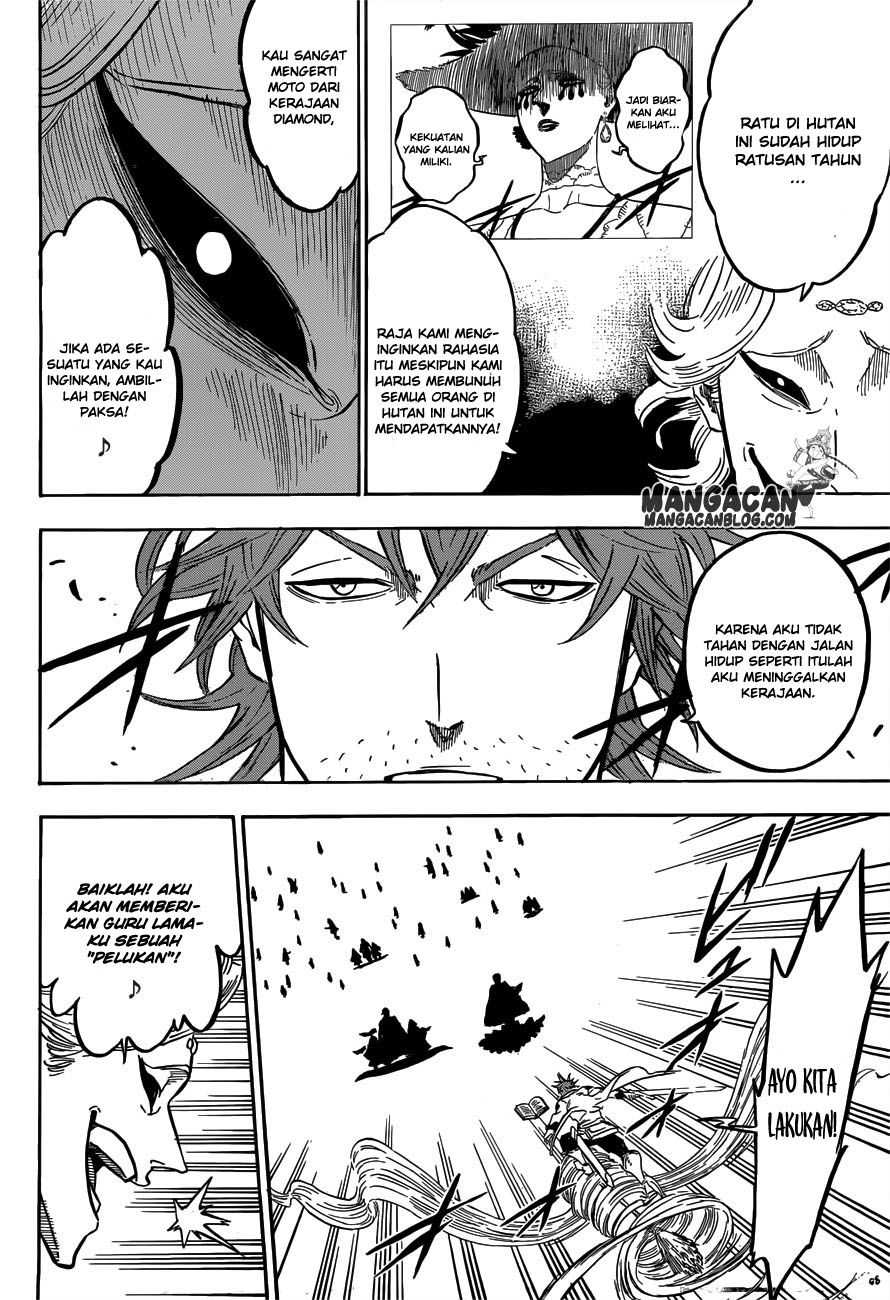 RATU DI HUTAN
INI SUDAH HIDUP
RATUSAN TAHUN
...
JADI BIAR-
KAN AKU
MELIHAT...
KEKUATAN
YANG KALIAN
MILIKI.
RAJA KAMI MENG-
INGINKAN RAHASIA
ITU MESKIPUN KAMI
HARUS MEMBUNUH
SEMUA ORANG DI
HUTAN INI UNTUK
MENDAPATKANNYA!
KAU SANGAT
MENGERTI
MOTO DARI
KERAJAAN
DIAMOND,
JIKA ADA SE-
SUATU YANG KAU
INGINKAN, AMBIL-
LAH DENGAN
PAKSA!
♪
MANGACAN
MANGACANBLOG.COM
KARENA AKU TIDAK
TAHAN DENGAN JALAN
HIDUP SEPERTI ITULAH
AKU MENINGGALKAN
KERAJAAN.
AYO KITA
LAKUKAN!
BAIKLAH! AKU
AKAN MEMBERI-
KAN GURU LAMA-
KU SEBUAH
"PELUKAN"!
♪